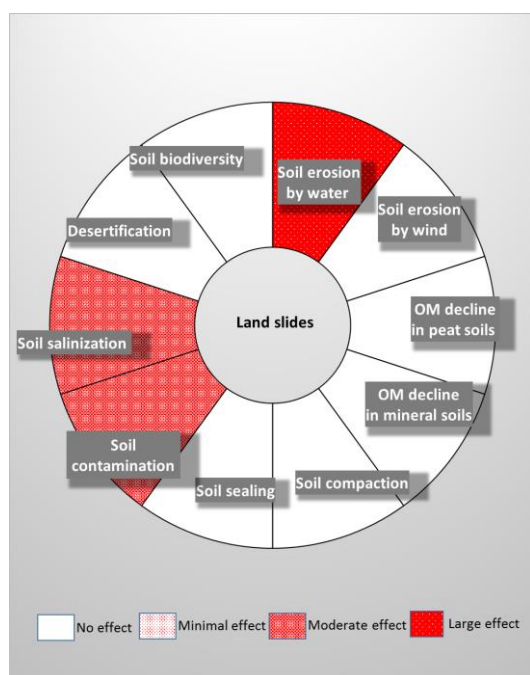 Soil biodiversity
Soil erosion
by water
Soil erosion
by wind
Desertification
OM decline
in peat soils
Land slides
Soil salinization
OM decline
in mineral soils
Soil
contamination
Soil sealing
Soil compaction
No effect
Minimal effect
Moderate effect
Large effect